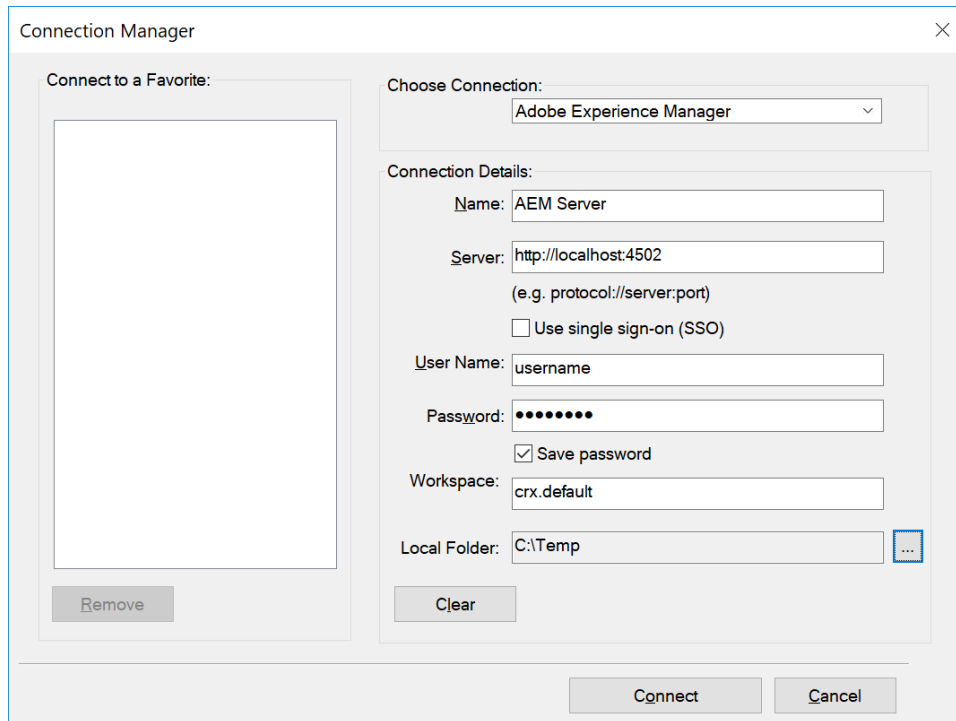 Connection Manager
Connect to a Favorite:
Remove
Choose Connection:
Adobe Experience Manager
Connection Details:
Name: AEM Server
Server: http://localhost:4502
(e.g. protocol://server:port)
Use single sign-on (SSO)
User Name: username
Password: ●●●●●●●●
Save password
Workspace: crx.default
Local Folder: C:\Temp ...
Clear
Connect Cancel